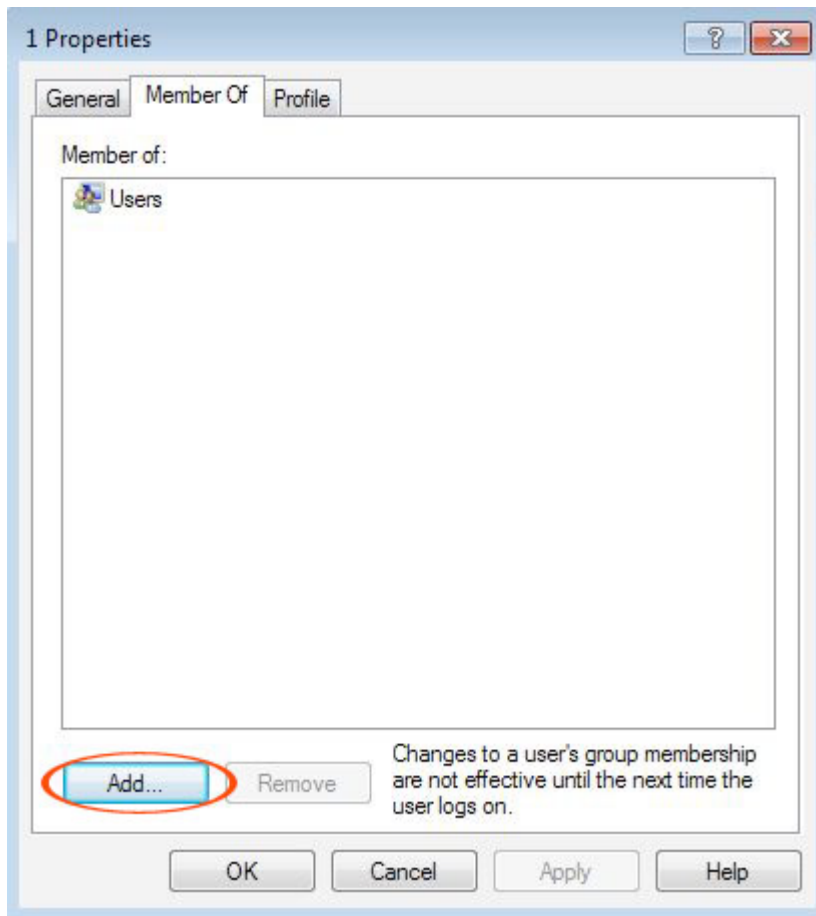 1 Properties
General Member Of Profile
Member of:
Users
Add... Remove
Changes to a user's group membership
are not effective until the next time the
user logs on.
OK Cancel Apply Help